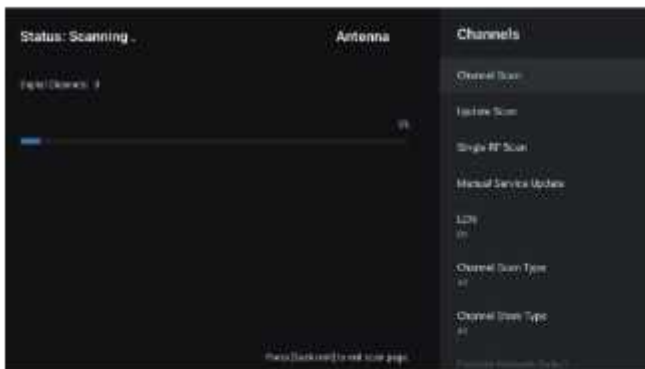 Status: Scanning .
Antenna
Digital Channels:
Channels
Channel Scan
Update Scan
Single RF Scan
Manual Service Update
LCN
Channel Scan Type
Channel Store Type
Press [back/exit] to exit scan page.